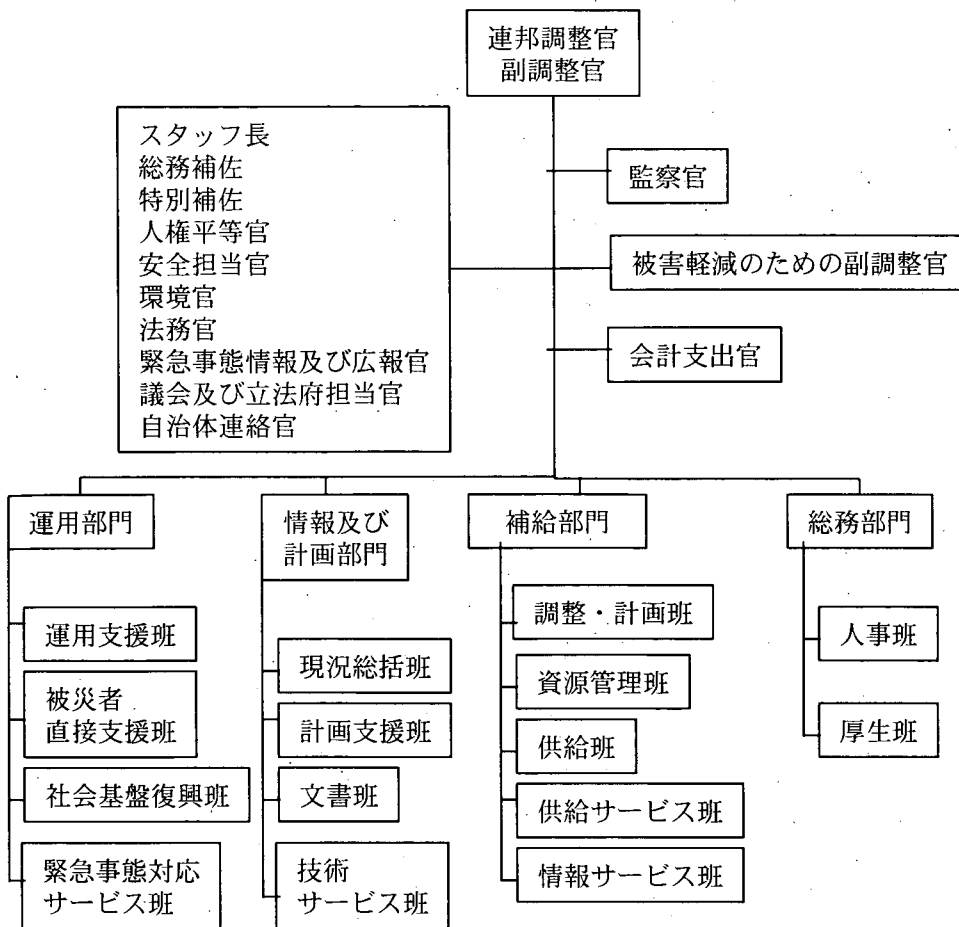 連邦調整官
副調整官
スタッフ長
総務補佐
特別補佐
人権平等官
安全担当官
環境官
法務官
緊急事態情報及び広報官
議会及び立法府担当官
自治体連絡官
監察官
被害軽減のための副調整官
会計支出官
運用部門
運用支援班
被災者
直接支援班
社会基盤復興班
緊急事態対応
サービス班
情報及び
計画部門
現況総括班
計画支援班
文書班
技術
サービス班
補給部門
調整・計画班
資源管理班
供給班
供給サービス班
情報サービス班
総務部門
人事班
厚生班